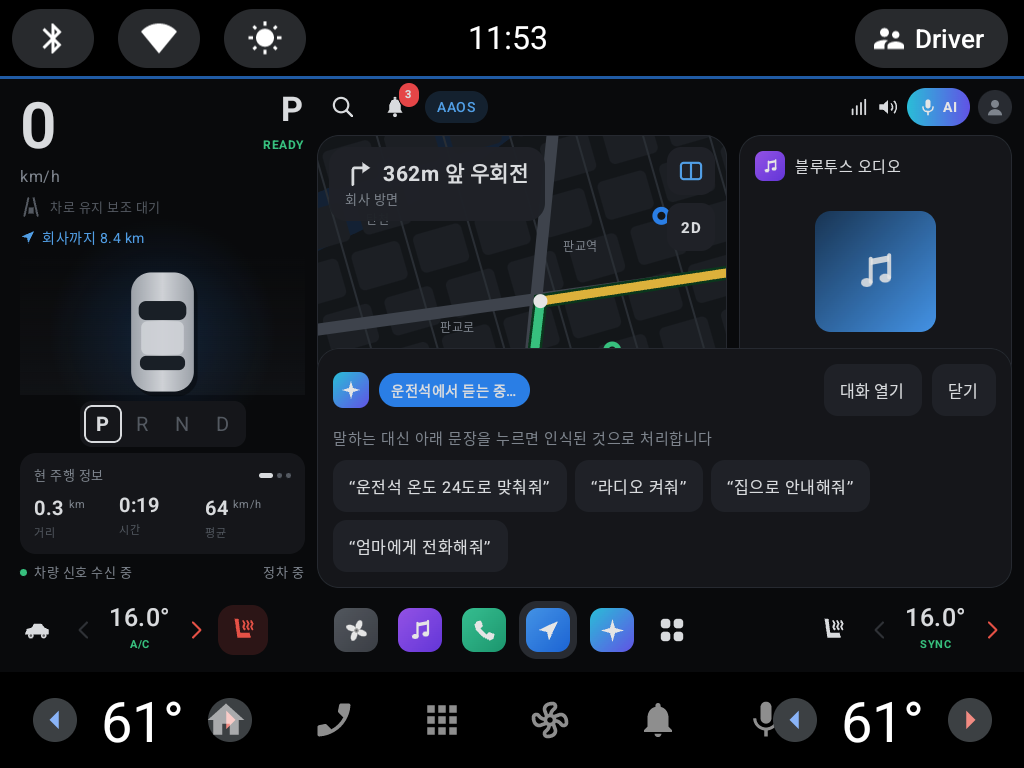 11:53
Driver
0
P
READY
km/h
차로 유지 보조 대기
회사까지 8.4 km
P R N D
현 주행 정보
0.3 km
거리
0:19
시간
64 km/h
평균
차량 신호 수신 중
정차 중
3
AAOS
AI
362m 앞 우회전
회사 방면
2D
판교역
판교로
블루투스 오디오
운전석에서 듣는 중…
대화 열기
닫기
말하는 대신 아래 문장을 누르면 인식된 것으로 처리합니다
“운전석 온도 24도로 맞춰줘”
“라디오 켜줘”
“집으로 안내해줘”
“엄마에게 전화해줘”
16.0°
A/C
16.0°
SYNC
61°
61°